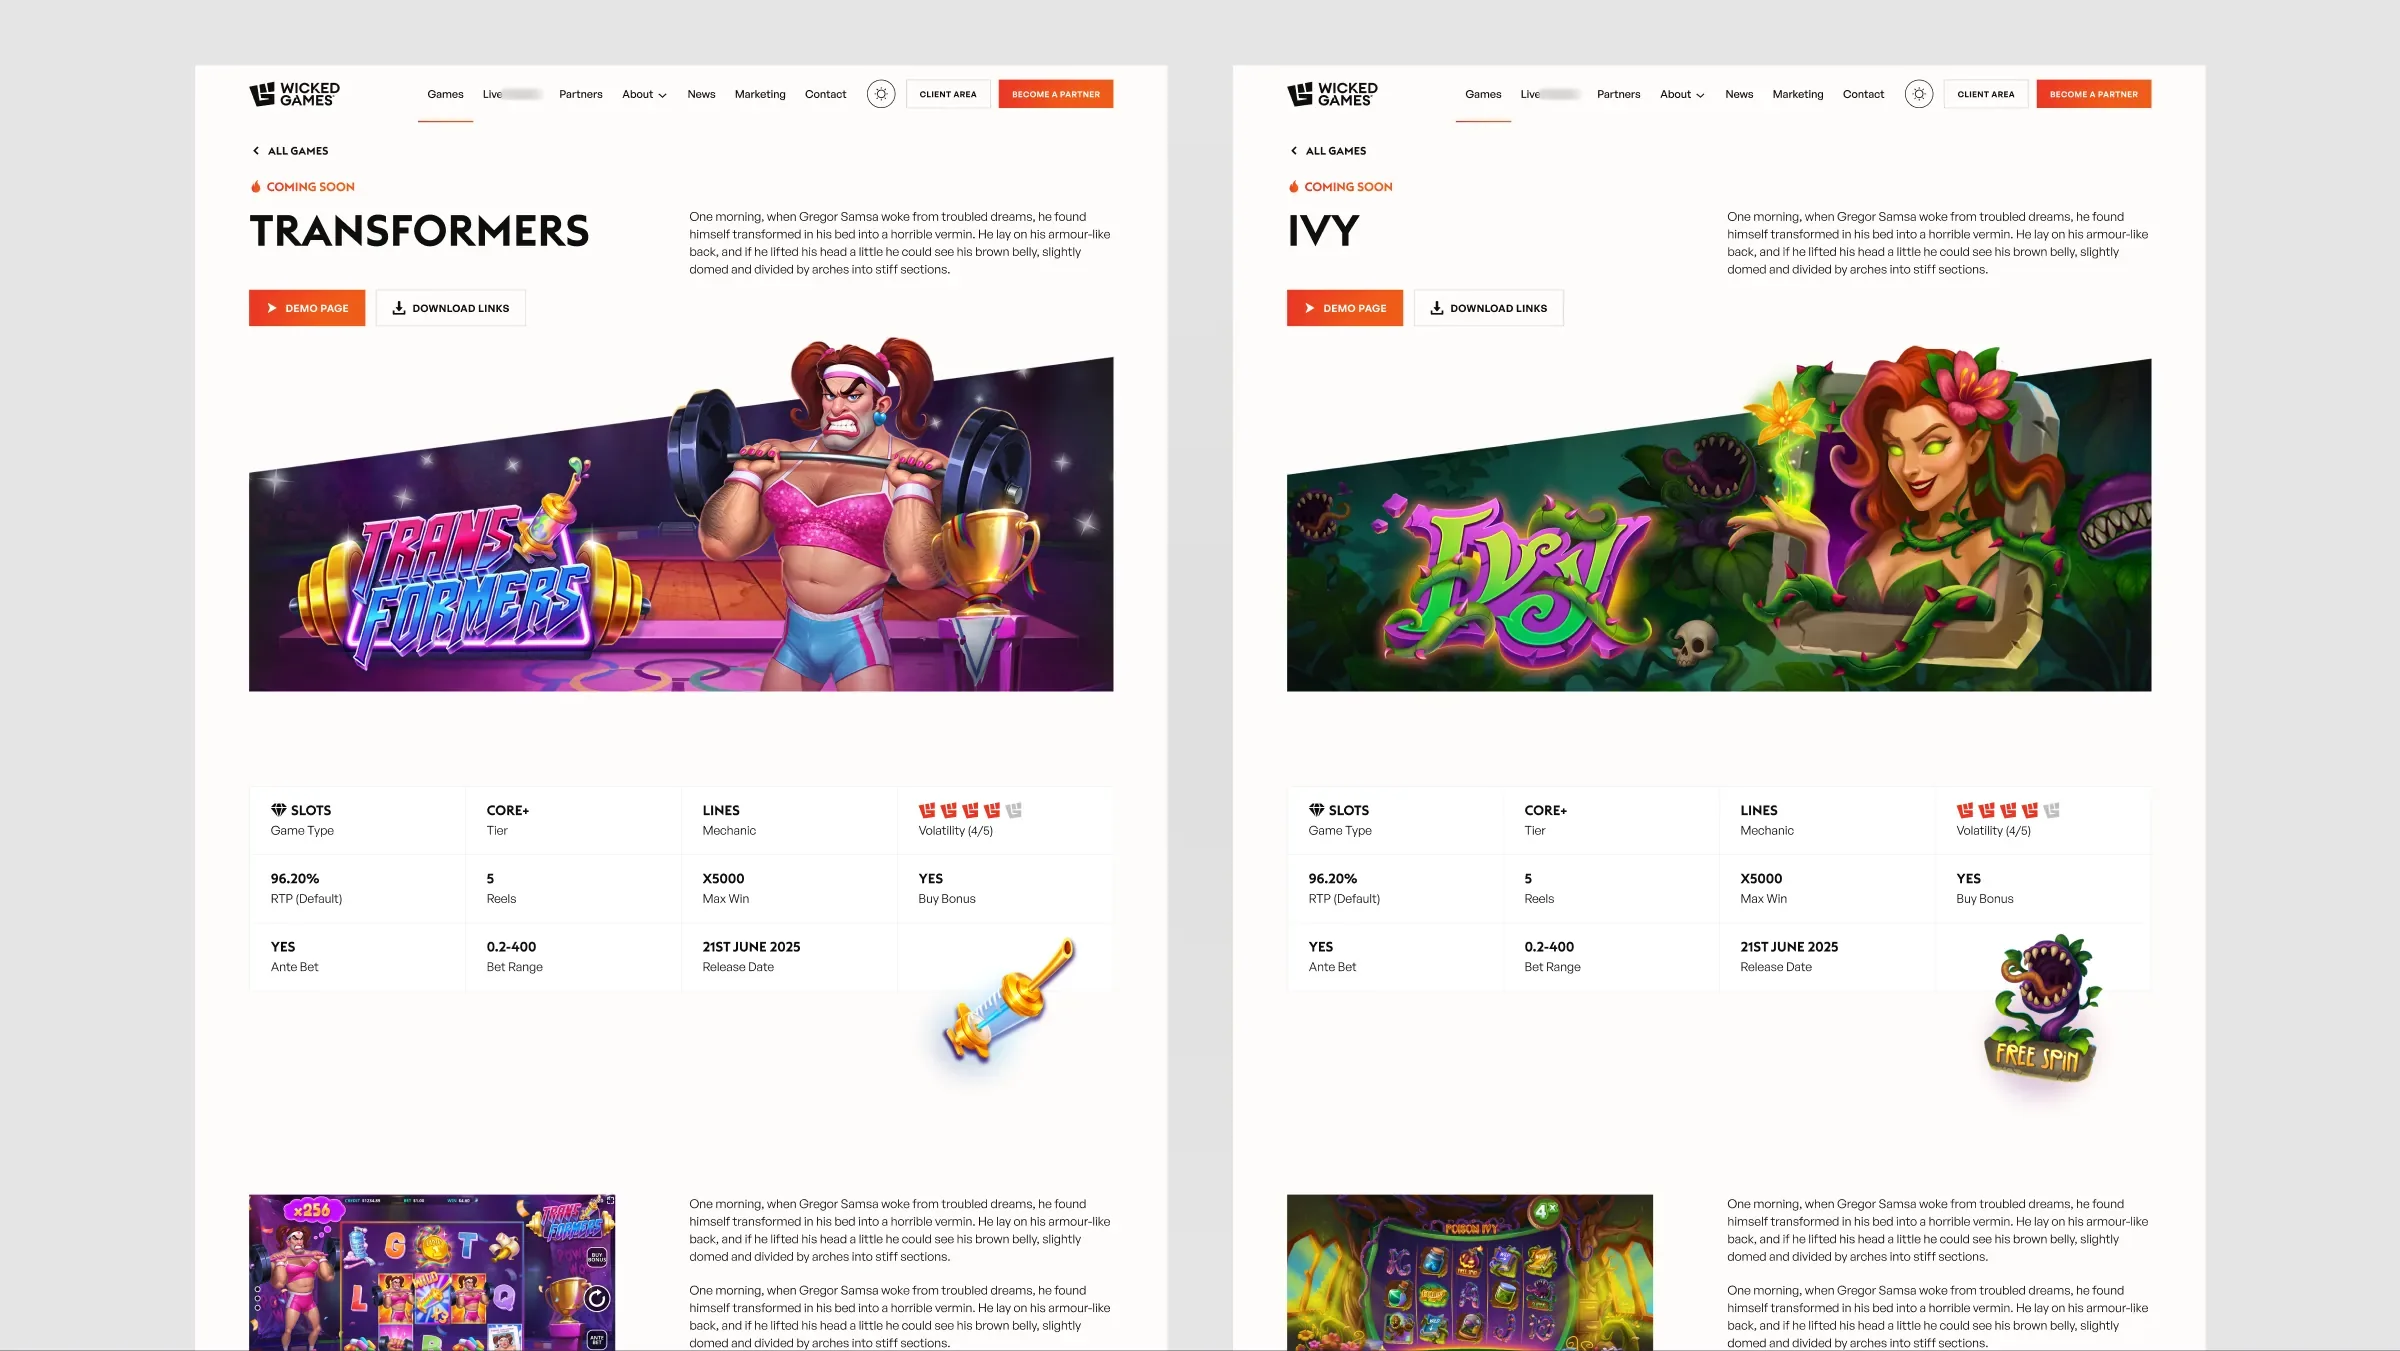 WICKED GAMES
Games Live Partners About News Marketing Contact CLIENT AREA BECOME A PARTNER
ALL GAMES
COMING SOON
TRANSFORMERS
One morning, when Gregor Samsa woke from troubled dreams, he found
himself transformed in his bed into a horrible vermin. He lay on his armour-like
back, and if he lifted his head a little he could see his brown belly, slightly
domed and divided by arches into stiff sections.
DEMO PAGE DOWNLOAD LINKS
TRANS
FORMERS
SLOTS
Game Type
CORE+
Tier
LINES
Mechanic
Volatility (4/5)
96.20%
RTP (Default)
5
Reels
X5000
Max Win
YES
Buy Bonus
YES
Ante Bet
0.2-400
Bet Range
21ST JUNE 2025
Release Date
x256
TRANS
FORMERS
G T
L Q
BUY
BONUS
ANTE
BET
One morning, when Gregor Samsa woke from troubled dreams, he found
himself transformed in his bed into a horrible vermin. He lay on his armour-like
back, and if he lifted his head a little he could see his brown belly, slightly
domed and divided by arches into stiff sections.
One morning, when Gregor Samsa woke from troubled dreams, he found
himself transformed in his bed into a horrible vermin. He lay on his armour-like
back, and if he lifted his head a little he could see his brown belly, slightly
domed and divided by arches into stiff sections.
WICKED GAMES
Games Live Partners About News Marketing Contact CLIENT AREA BECOME A PARTNER
ALL GAMES
COMING SOON
IVY
One morning, when Gregor Samsa woke from troubled dreams, he found
himself transformed in his bed into a horrible vermin. He lay on his armour-like
back, and if he lifted his head a little he could see his brown belly, slightly
domed and divided by arches into stiff sections.
DEMO PAGE DOWNLOAD LINKS
Ivy
SLOTS
Game Type
CORE+
Tier
LINES
Mechanic
Volatility (4/5)
96.20%
RTP (Default)
5
Reels
X5000
Max Win
YES
Buy Bonus
YES
Ante Bet
0.2-400
Bet Range
21ST JUNE 2025
Release Date
FREE SPIN
POISON IVY
4x
One morning, when Gregor Samsa woke from troubled dreams, he found
himself transformed in his bed into a horrible vermin. He lay on his armour-like
back, and if he lifted his head a little he could see his brown belly, slightly
domed and divided by arches into stiff sections.
One morning, when Gregor Samsa woke from troubled dreams, he found
himself transformed in his bed into a horrible vermin. He lay on his armour-like
back, and if he lifted his head a little he could see his brown belly, slightly
domed and divided by arches into stiff sections.